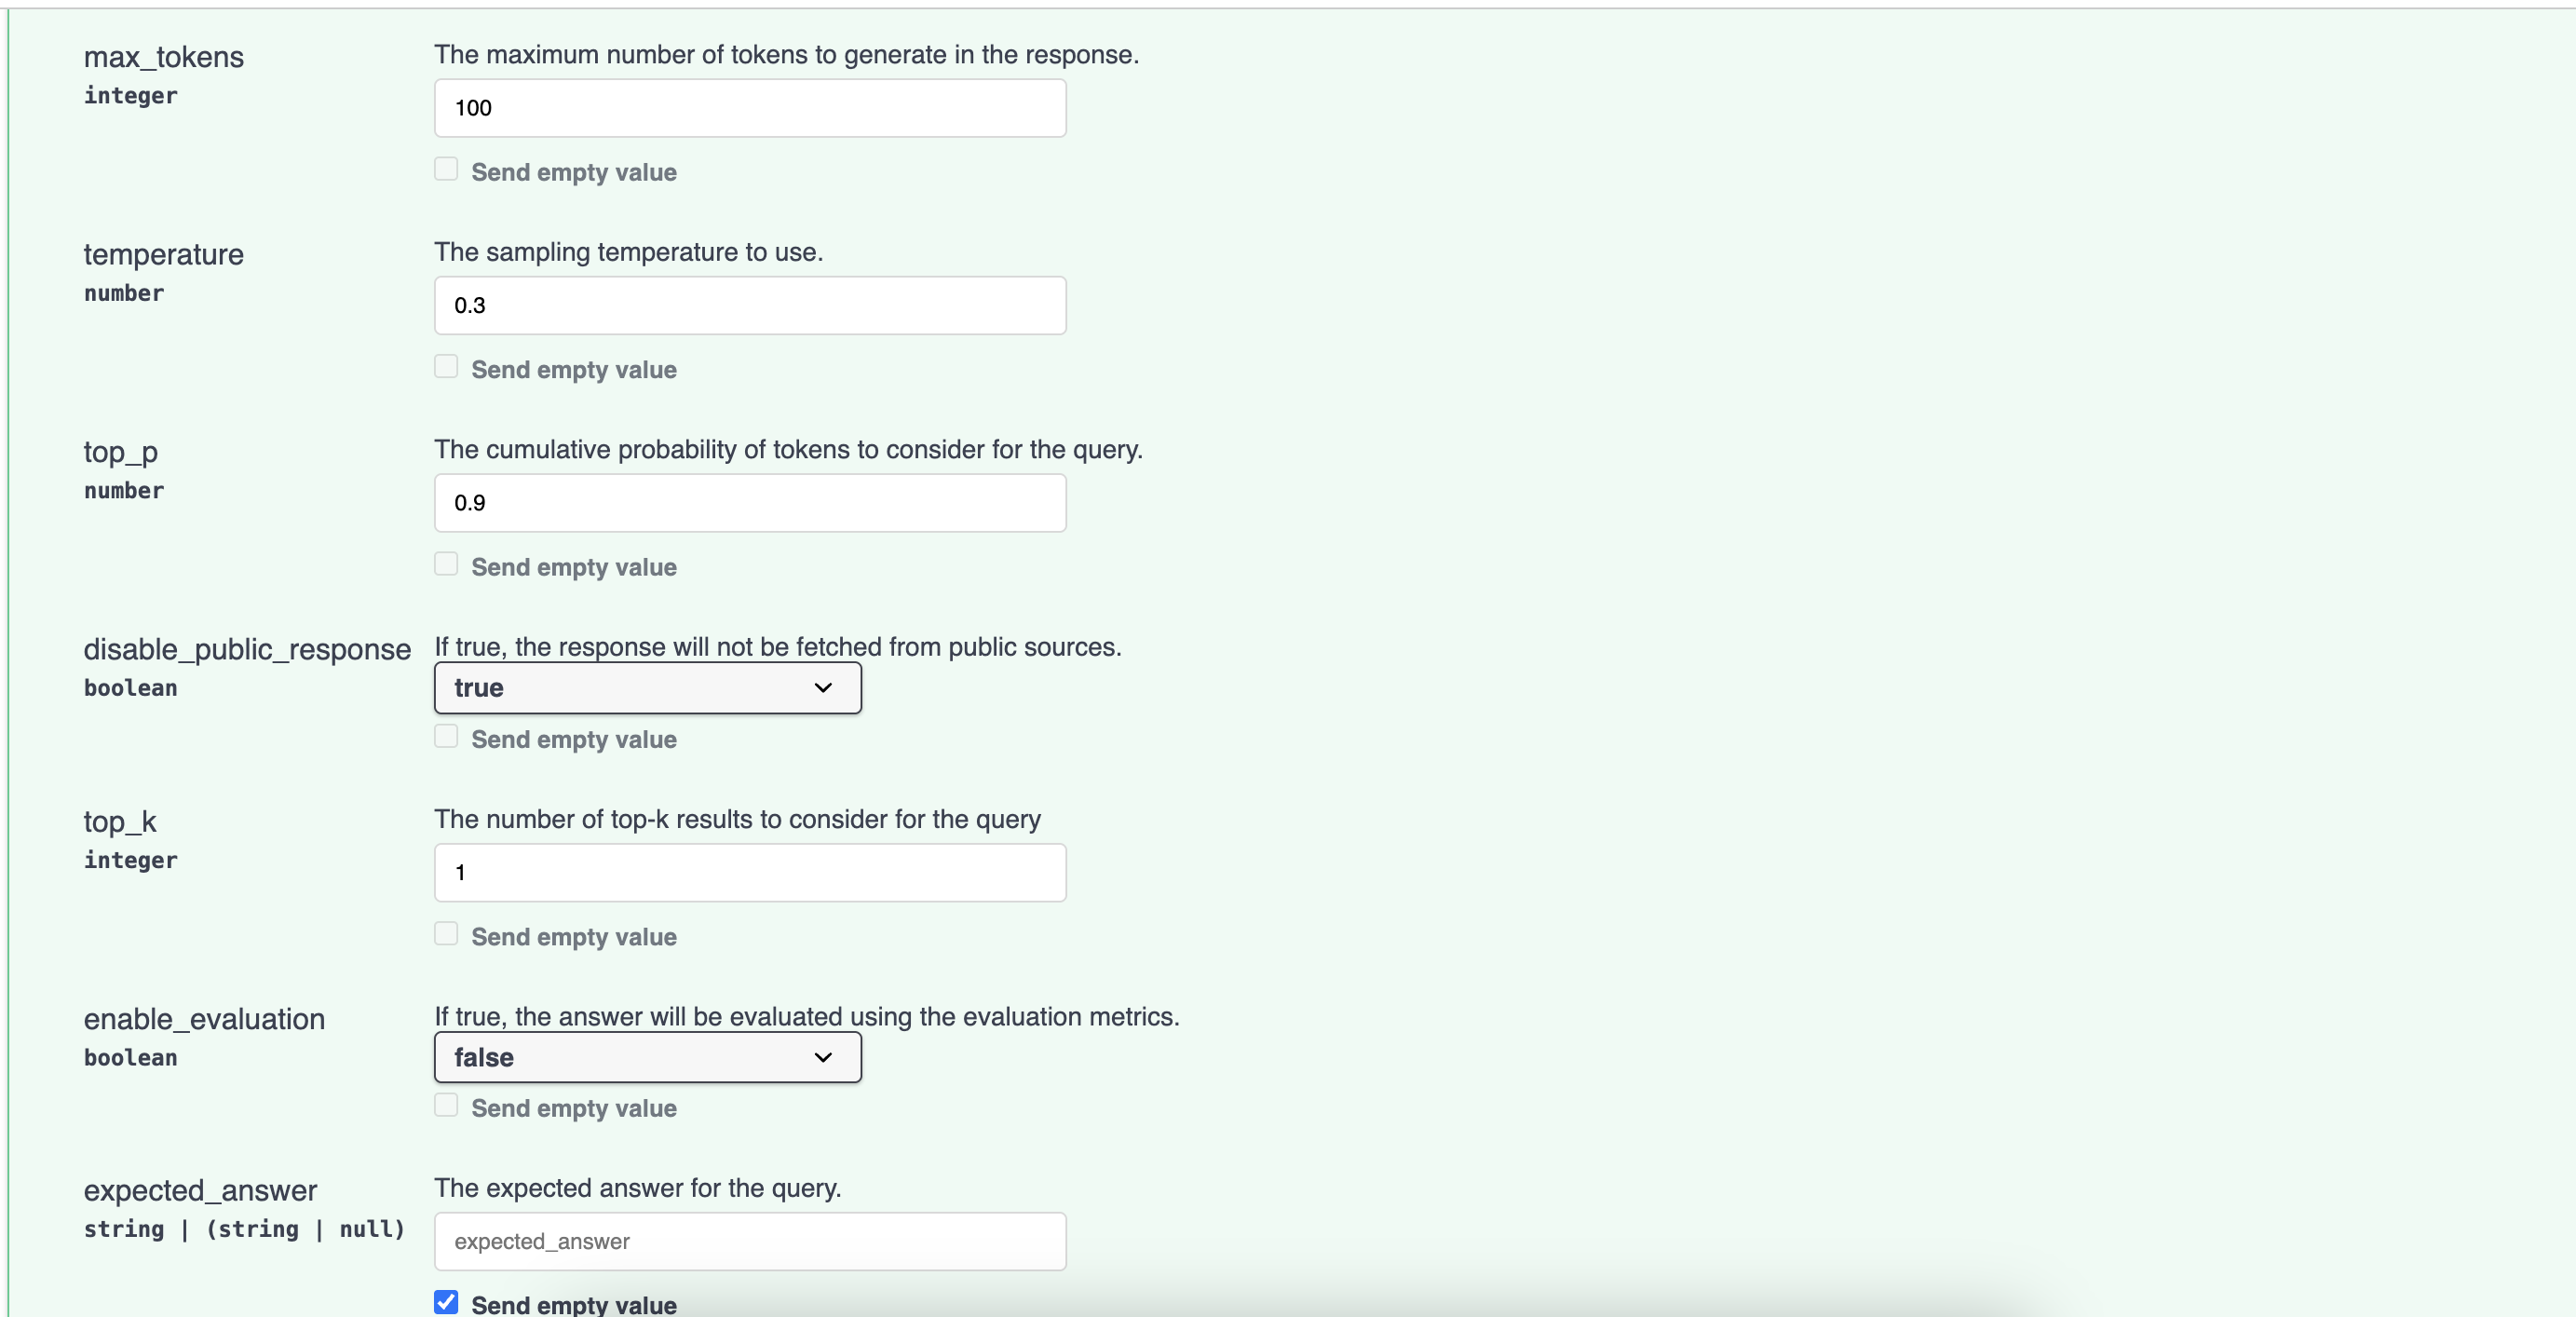 max_tokens
integer
The maximum number of tokens to generate in the response.
100
Send empty value
temperature
number
The sampling temperature to use.
0.3
Send empty value
top_p
number
The cumulative probability of tokens to consider for the query.
0.9
Send empty value
disable_public_response
boolean
If true, the response will not be fetched from public sources.
true
Send empty value
top_k
integer
The number of top-k results to consider for the query
1
Send empty value
enable_evaluation
boolean
If true, the answer will be evaluated using the evaluation metrics.
false
Send empty value
expected_answer
string | (string | null)
The expected answer for the query.
expected_answer
Send empty value